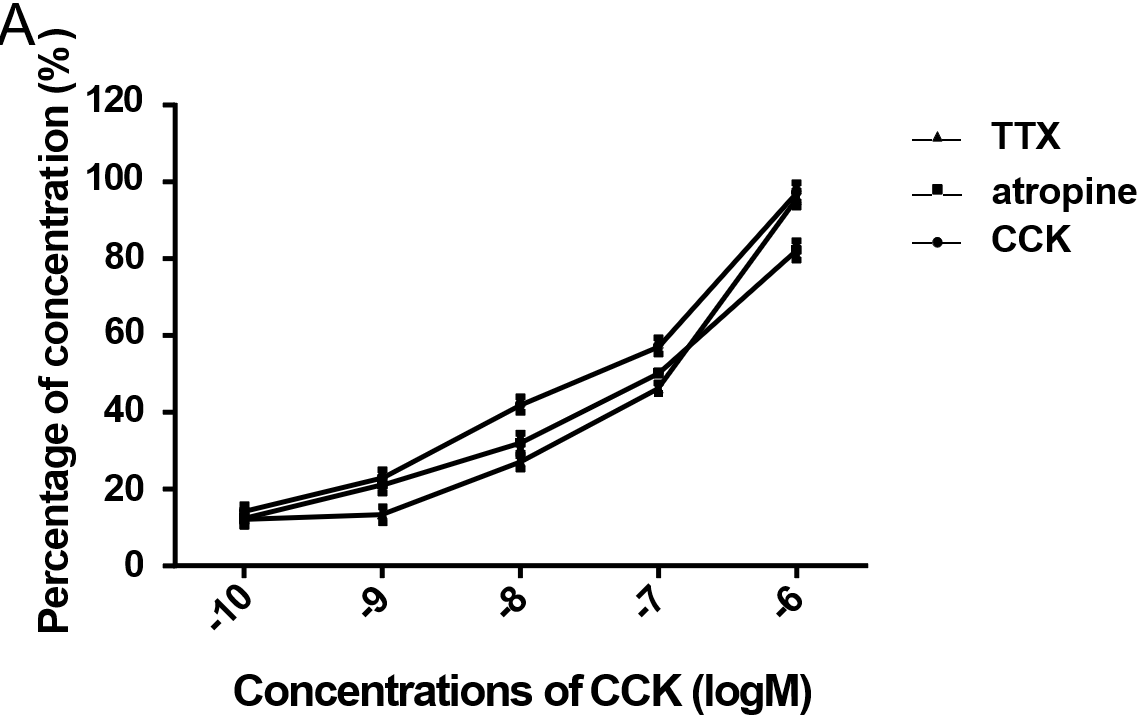 A
Percentage of concentration (%)
120
100
80
60
40
20
0
-10
-9
-8
-7
-6
Concentrations of CCK (logM)
TTX
atropine
CCK